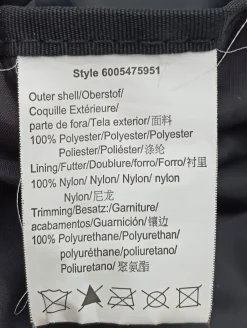 Style 6005475951
Outer shell/Oberstof/
Coquille Extérieure/
parte de fora/Tela exterior/面料
100% Polyester/Polyester/Polyester
Poliester/Poliéster/涤纶
Lining/Futter/Doublure/forro/Forro/衬里
100% Nylon/ Nylon/ Nylon/ nylon
Nylon/尼龙
Trimming/Besatz:/Garniture/
acabamentos/Guarnición/镶边
100% Polyurethane/Polyurethan/
polyuréthane/poliuretano/
Poliuretano/聚氨酯